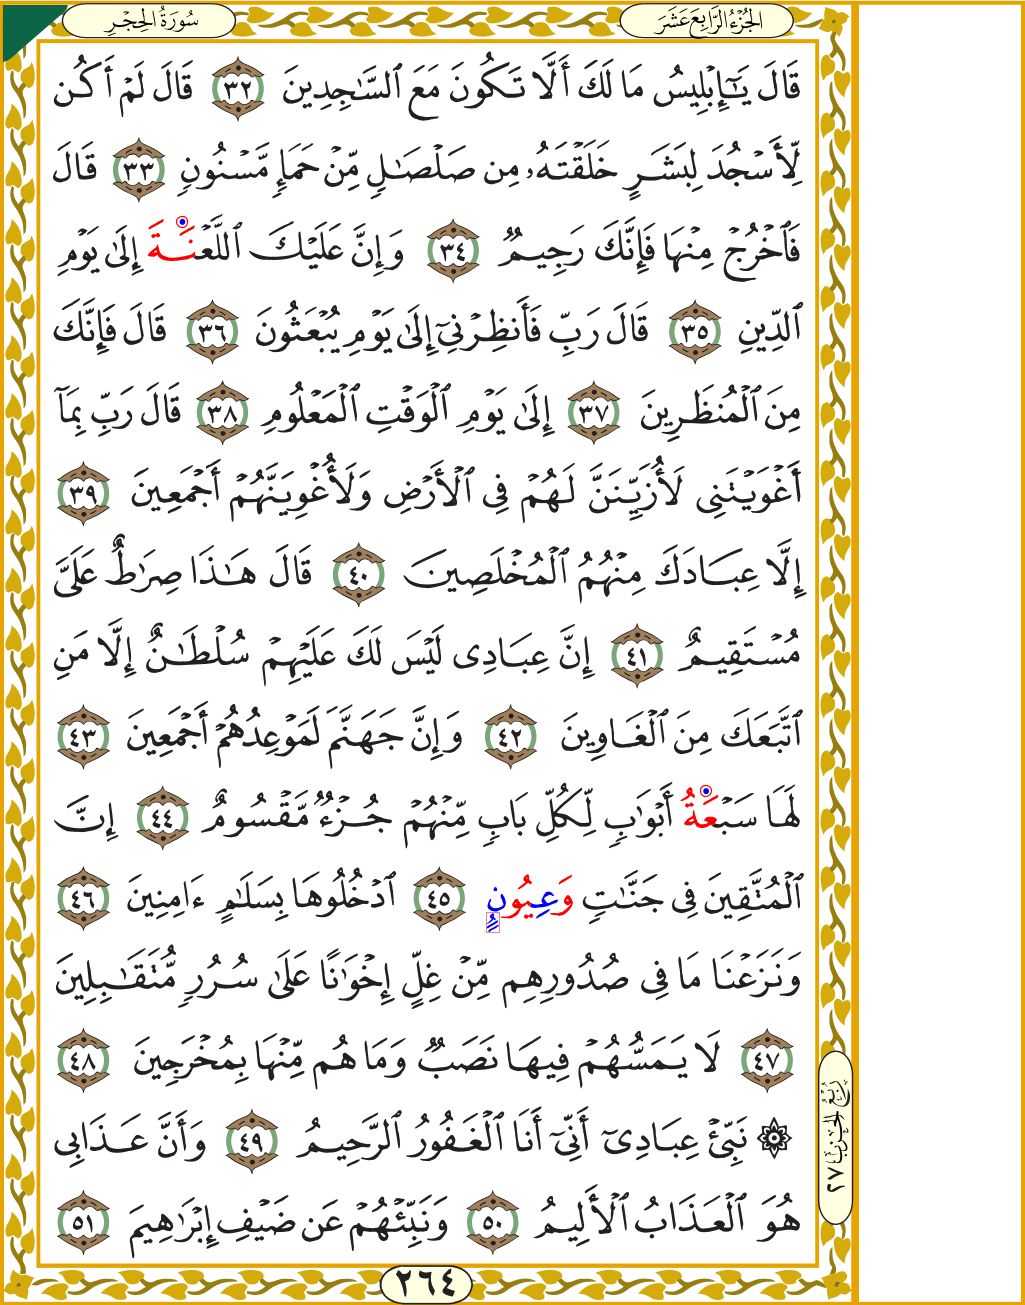 سُورَةُ الحِجْرِ
الجُزْءُ الرَّابِعَ عَشَرَ
قَالَ يَـٰٓإِبْلِيسُ مَا لَكَ أَلَّا تَكُونَ مَعَ ٱلسَّـٰجِدِينَ ٣٢ قَالَ لَمْ أَكُن
لِّأَسْجُدَ لِبَشَرٍ خَلَقْتَهُۥ مِن صَلْصَـٰلٍ مِّنْ حَمَإٍ مَّسْنُونٍ ٣٣ قَالَ
فَٱخْرُجْ مِنْهَا فَإِنَّكَ رَجِيمٌ ٣٤ وَإِنَّ عَلَيْكَ ٱللَّعْنَةَ إِلَىٰ يَوْمِ
ٱلدِّينِ ٣٥ قَالَ رَبِّ فَأَنظِرْنِىٓ إِلَىٰ يَوْمِ يُبْعَثُونَ ٣٦ قَالَ فَإِنَّكَ
مِنَ ٱلْمُنظَرِينَ ٣٧ إِلَىٰ يَوْمِ ٱلْوَقْتِ ٱلْمَعْلُومِ ٣٨ قَالَ رَبِّ بِمَآ
أَغْوَيْتَنِى لَأُزَيِّنَنَّ لَهُمْ فِى ٱلْأَرْضِ وَلَأُغْوِيَنَّهُمْ أَجْمَعِينَ ٣٩
إِلَّا عِبَادَكَ مِنْهُمُ ٱلْمُخْلَصِينَ ٤٠ قَالَ هَـٰذَا صِرَٰطٌ عَلَىَّ
مُسْتَقِيمٌ ٤١ إِنَّ عِبَادِى لَيْسَ لَكَ عَلَيْهِمْ سُلْطَـٰنٌ إِلَّا مَنِ
ٱتَّبَعَكَ مِنَ ٱلْغَاوِينَ ٤٢ وَإِنَّ جَهَنَّمَ لَمَوْعِدُهُمْ أَجْمَعِينَ ٤٣
لَهَا سَبْعَةُ أَبْوَٰبٍ لِّكُلِّ بَابٍ مِّنْهُمْ جُزْءٌ مَّقْسُومٌ ٤٤ إِنَّ
ٱلْمُتَّقِينَ فِى جَنَّـٰتٍ وَعِيُونٍ ٤٥ ٱدْخُلُوهَا بِسَلَـٰمٍ ءَامِنِينَ ٤٦
وَنَزَعْنَا مَا فِى صُدُورِهِم مِّنْ غِلٍّ إِخْوَٰنًا عَلَىٰ سُرُرٍ مُّتَقَـٰبِلِينَ
٤٧ لَا يَمَسُّهُمْ فِيهَا نَصَبٌ وَمَا هُم مِّنْهَا بِمُخْرَجِينَ ٤٨
۞ نَبِّئْ عِبَادِىٓ أَنِّىٓ أَنَا ٱلْغَفُورُ ٱلرَّحِيمُ ٤٩ وَأَنَّ عَذَابِى
هُوَ ٱلْعَذَابُ ٱلْأَلِيمُ ٥٠ وَنَبِّئْهُمْ عَن ضَيْفِ إِبْرَٰهِيمَ ٥١
رُبْعُ الحِزْبِ ٢٧
٢٦٤